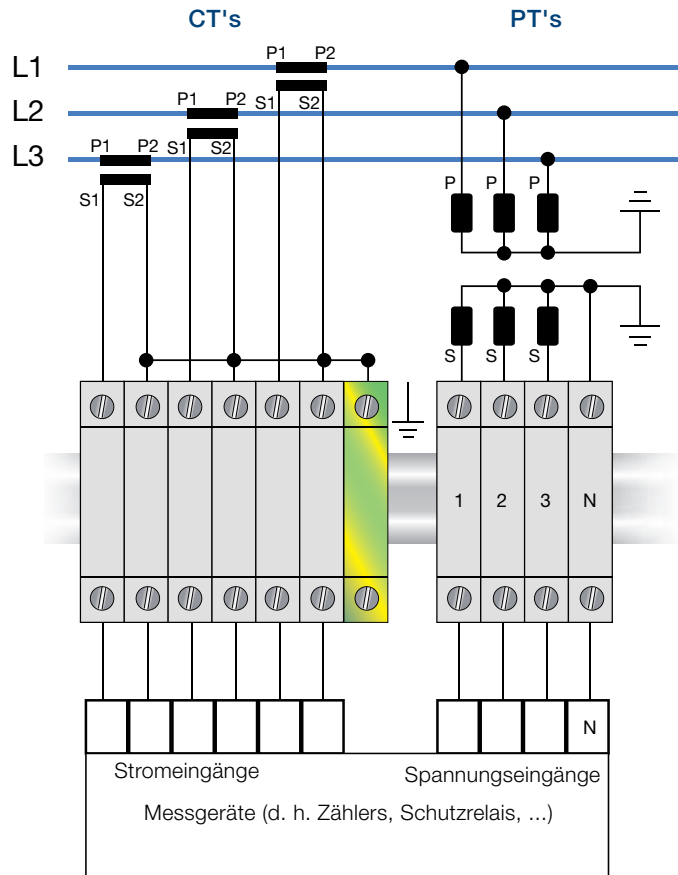 CT's PT's
L1 P1 P2
S1 S2
L2 P1 P2
S1 S2
L3 P1 P2
S1 S2
P P P
S S S
1 2 3 N
N
Stromeingänge Spannungseingänge
Messgeräte (d. h. Zählers, Schutzrelais, ...)